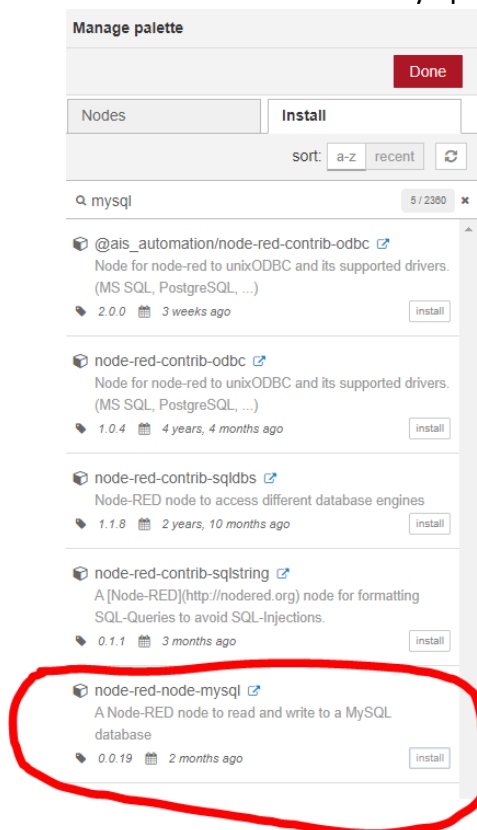 Manage palette
Done
Nodes
Install
sort: a-z recent
mysql
5 / 2360 ×
@ais_automation/node-red-contrib-odbc
Node for node-red to unixODBC and its supported drivers.
(MS SQL, PostgreSQL, ...)
2.0.0 3 weeks ago
install
node-red-contrib-odbc
Node for node-red to unixODBC and its supported drivers.
(MS SQL, PostgreSQL, ...)
1.0.4 4 years, 4 months ago
install
node-red-contrib-sqldbs
Node-RED node to access different database engines
1.1.8 2 years, 10 months ago
install
node-red-contrib-sqlstring
A [Node-RED](http://nodered.org) node for formatting
SQL-Queries to avoid SQL-Injections.
0.1.1 3 months ago
install
node-red-node-mysql
A Node-RED node to read and write to a MySQL
database
0.0.19 2 months ago
install